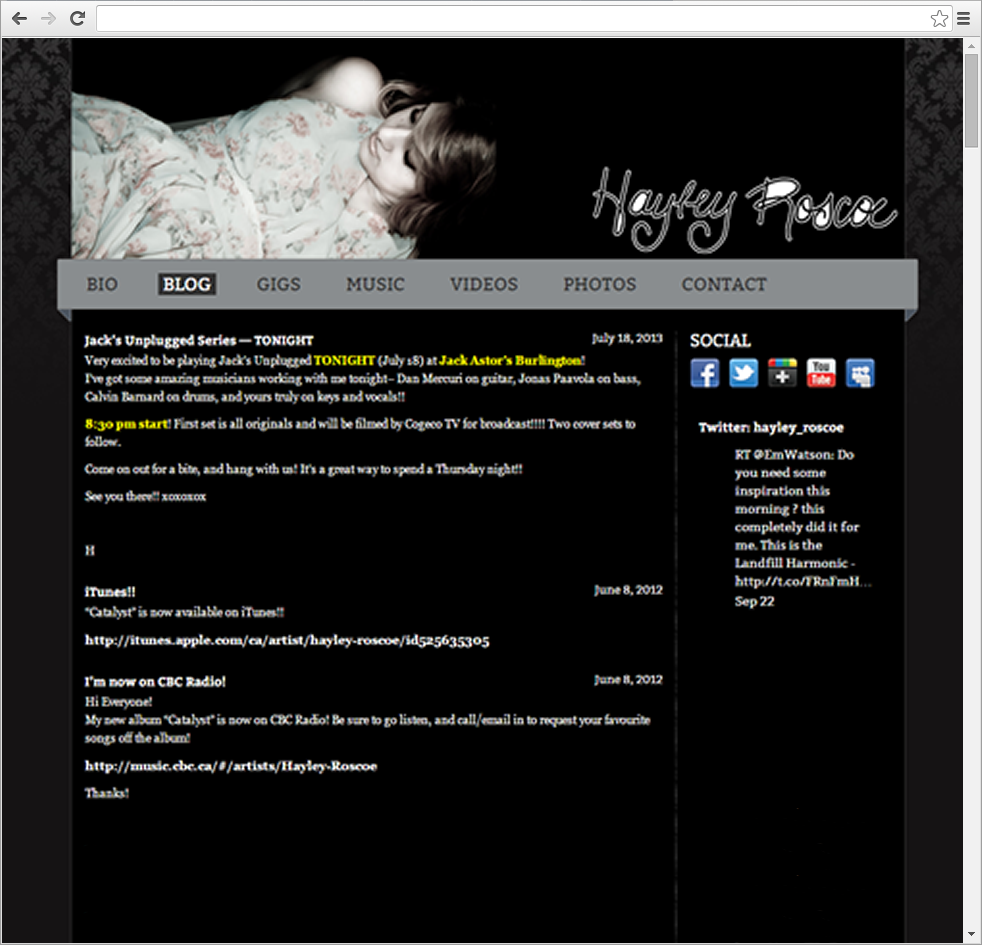 Hayley Roscoe
BIO BLOG GIGS MUSIC VIDEOS PHOTOS CONTACT
Jack's Unplugged Series — TONIGHT
July 18, 2013
Very excited to be playing Jack's Unplugged TONIGHT (July 18) at Jack Astor's Burlington!
I've got some amazing musicians working with me tonight– Dan Mercuri on guitar, Jonas Paavola on bass,
Calvin Barnard on drums, and yours truly on keys and vocals!!
8:30 pm start! First set is all originals and will be filmed by Cogeco TV for broadcast!!!! Two cover sets to
follow.
Come on out for a bite, and hang with us! It's a great way to spend a Thursday night!!
See you there!! xoxoxox
H
iTunes!!
June 8, 2012
"Catalyst" is now available on iTunes!!
http://itunes.apple.com/ca/artist/hayley-roscoe/id525635305
I'm now on CBC Radio!
June 8, 2012
Hi Everyone!
My new album "Catalyst" is now on CBC Radio! Be sure to go listen, and call/email in to request your favourite
songs off the album!
http://music.cbc.ca/#/artists/Hayley-Roscoe
Thanks!
SOCIAL
You
Tube
Twitter: hayley_roscoe
RT @EmWatson: Do
you need some
inspiration this
morning ? this
completely did it for
me. This is the
Landfill Harmonic -
http://t.co/FRnFmH…
Sep 22